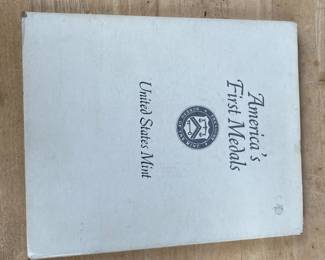 America's
First Medals
United States Mint